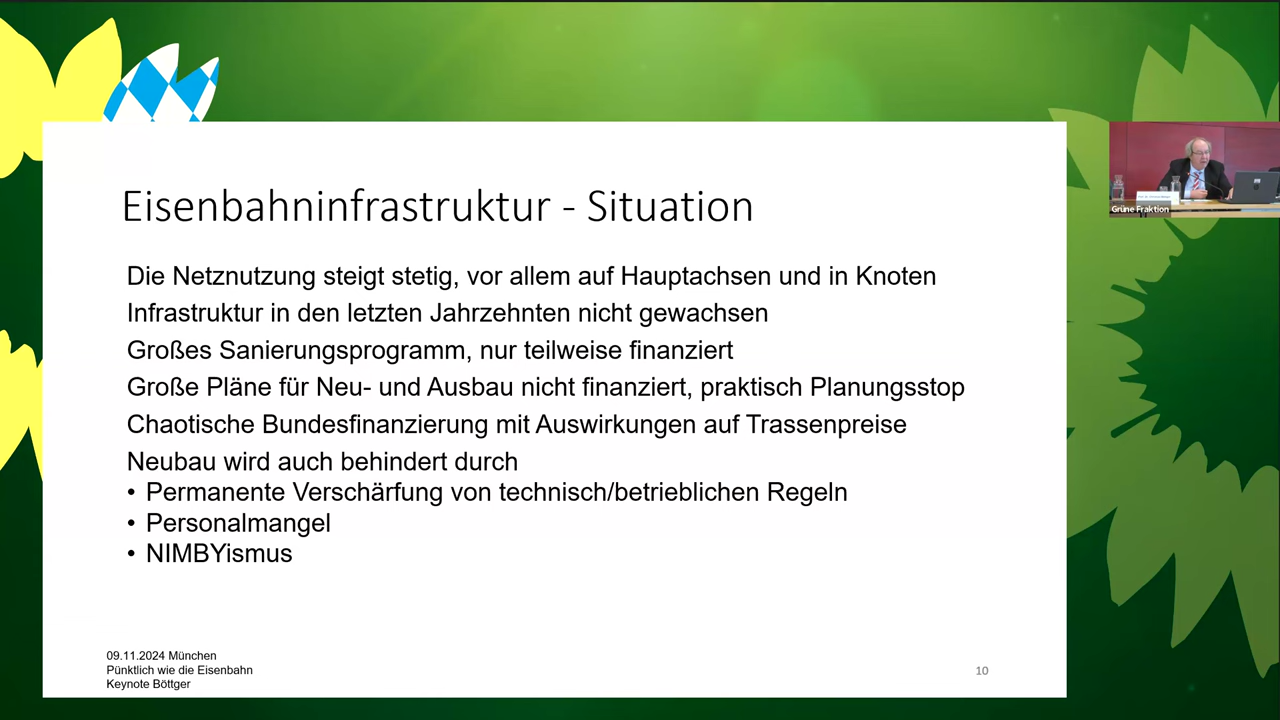 Eisenbahninfrastruktur - Situation
Die Netznutzung steigt stetig, vor allem auf Hauptachsen und in Knoten
Infrastruktur in den letzten Jahrzehnten nicht gewachsen
Großes Sanierungsprogramm, nur teilweise finanziert
Große Pläne für Neu- und Ausbau nicht finanziert, praktisch Planungsstop
Chaotische Bundesfinanzierung mit Auswirkungen auf Trassenpreise
Neubau wird auch behindert durch
• Permanente Verschärfung von technisch/betrieblichen Regeln
• Personalmangel
• NIMBYismus
09.11.2024 München
Pünktlich wie die Eisenbahn
Keynote Böttger
10
Grüne Fraktion